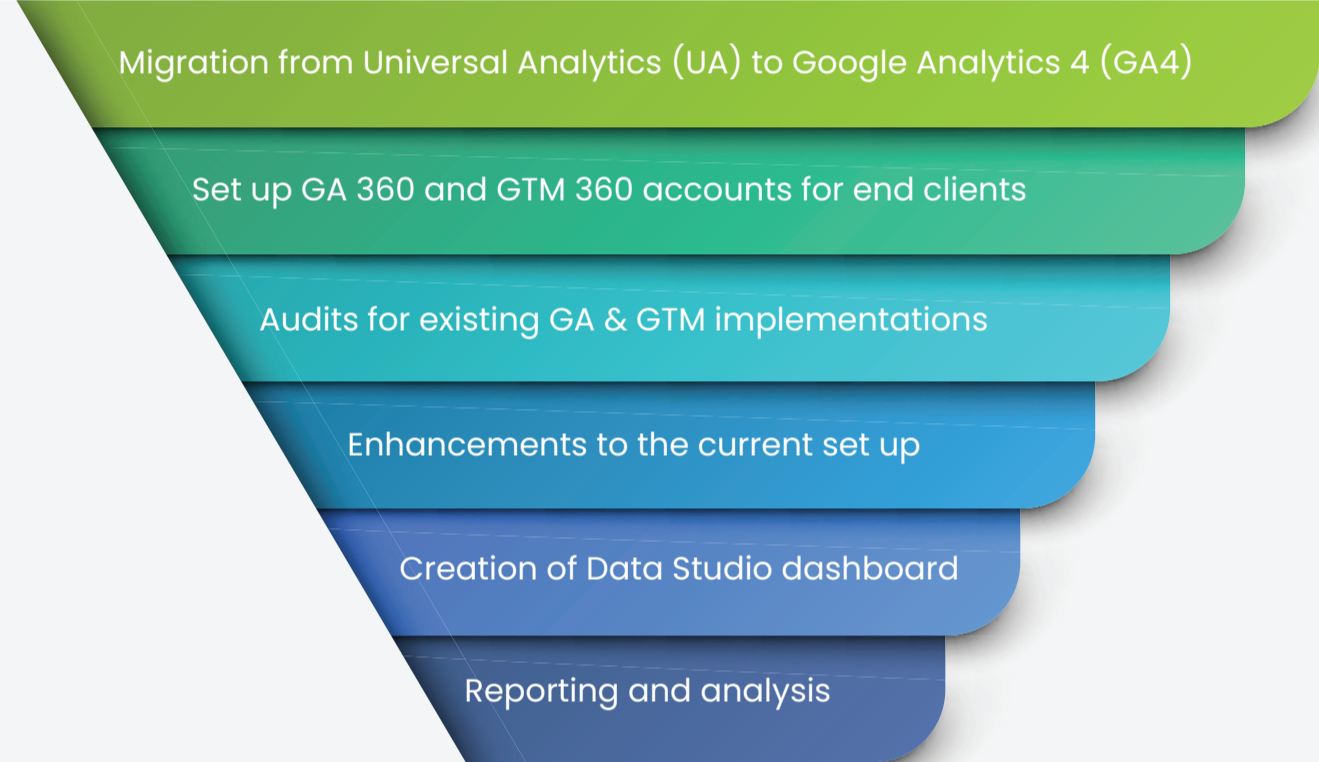 Migration from Universal Analytics (UA) to Google Analytics 4 (GA4)
Set up GA 360 and GTM 360 accounts for end clients
Audits for existing GA & GTM implementations
Enhancements to the current set up
Creation of Data Studio dashboard
Reporting and analysis